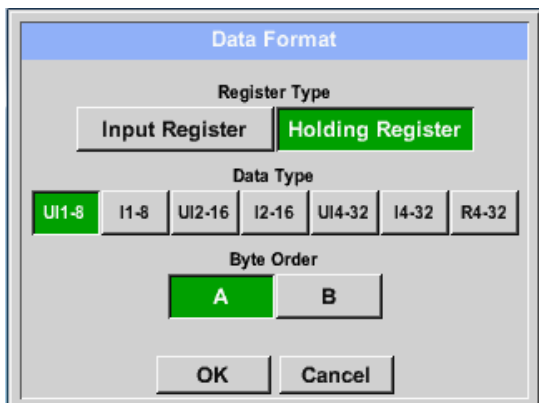 Data Format
Register Type
Input Register Holding Register
Data Type
UI1-8 I1-8 UI2-16 I2-16 UI4-32 I4-32 R4-32
Byte Order
A B
OK Cancel